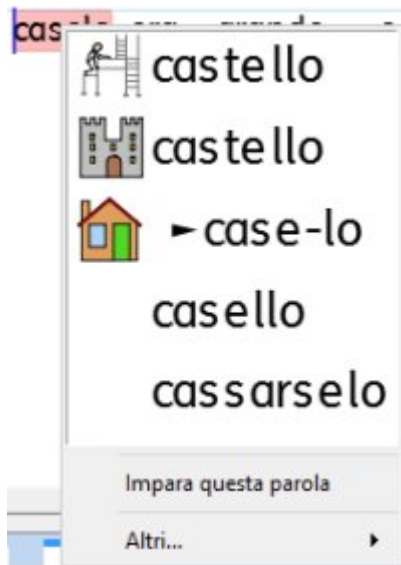 castello
castello
►case-lo
casello
cassarselo
Impara questa parola
Altri...